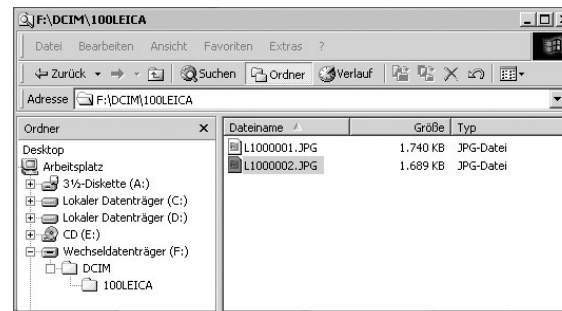 F:\DCIM\100LEICA
Datei Bearbeiten Ansicht Favoriten Extras ?
Zurück Suchen Ordner Verlauf
Adresse F:\DCIM\100LEICA
Ordner x Dateiname Größe Typ
Desktop
Arbeitsplatz
3½-Diskette (A:)
Lokaler Datenträger (C:)
Lokaler Datenträger (D:)
CD (E:)
Wechseldatenträger (F:)
DCIM
100LEICA
L1000001.JPG 1.740 KB JPG-Datei
L1000002.JPG 1.689 KB JPG-Datei